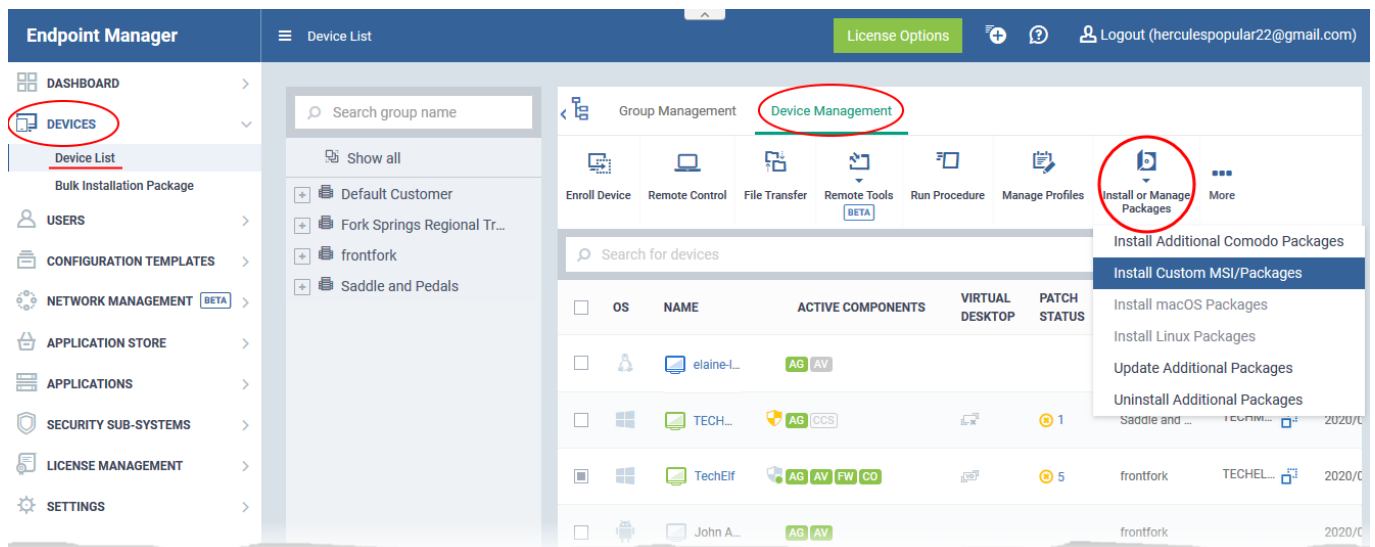 Endpoint Manager
Device List
License Options
Logout (herculespopular22@gmail.com)
DASHBOARD
DEVICES
Device List
Bulk Installation Package
USERS
CONFIGURATION TEMPLATES
NETWORK MANAGEMENT BETA
APPLICATION STORE
APPLICATIONS
SECURITY SUB-SYSTEMS
LICENSE MANAGEMENT
SETTINGS
Search group name
Show all
Default Customer
Fork Springs Regional Tr...
frontfork
Saddle and Pedals
Group Management
Device Management
Enroll Device
Remote Control
File Transfer
Remote Tools
BETA
Run Procedure
Manage Profiles
Install or Manage
Packages
More
Install Additional Comodo Packages
Install Custom MSI/Packages
Install macOS Packages
Install Linux Packages
Update Additional Packages
Uninstall Additional Packages
Search for devices
OS
NAME
ACTIVE COMPONENTS
VIRTUAL
DESKTOP
PATCH
STATUS
elaine-l... AG AV
TECH... AG CCS 1 Saddle and ... TECHM... 2020/0
TechElf AG AV FW CO 5 frontfork TECHEL... 2020/0
John A... AG AV frontfork 2020/0